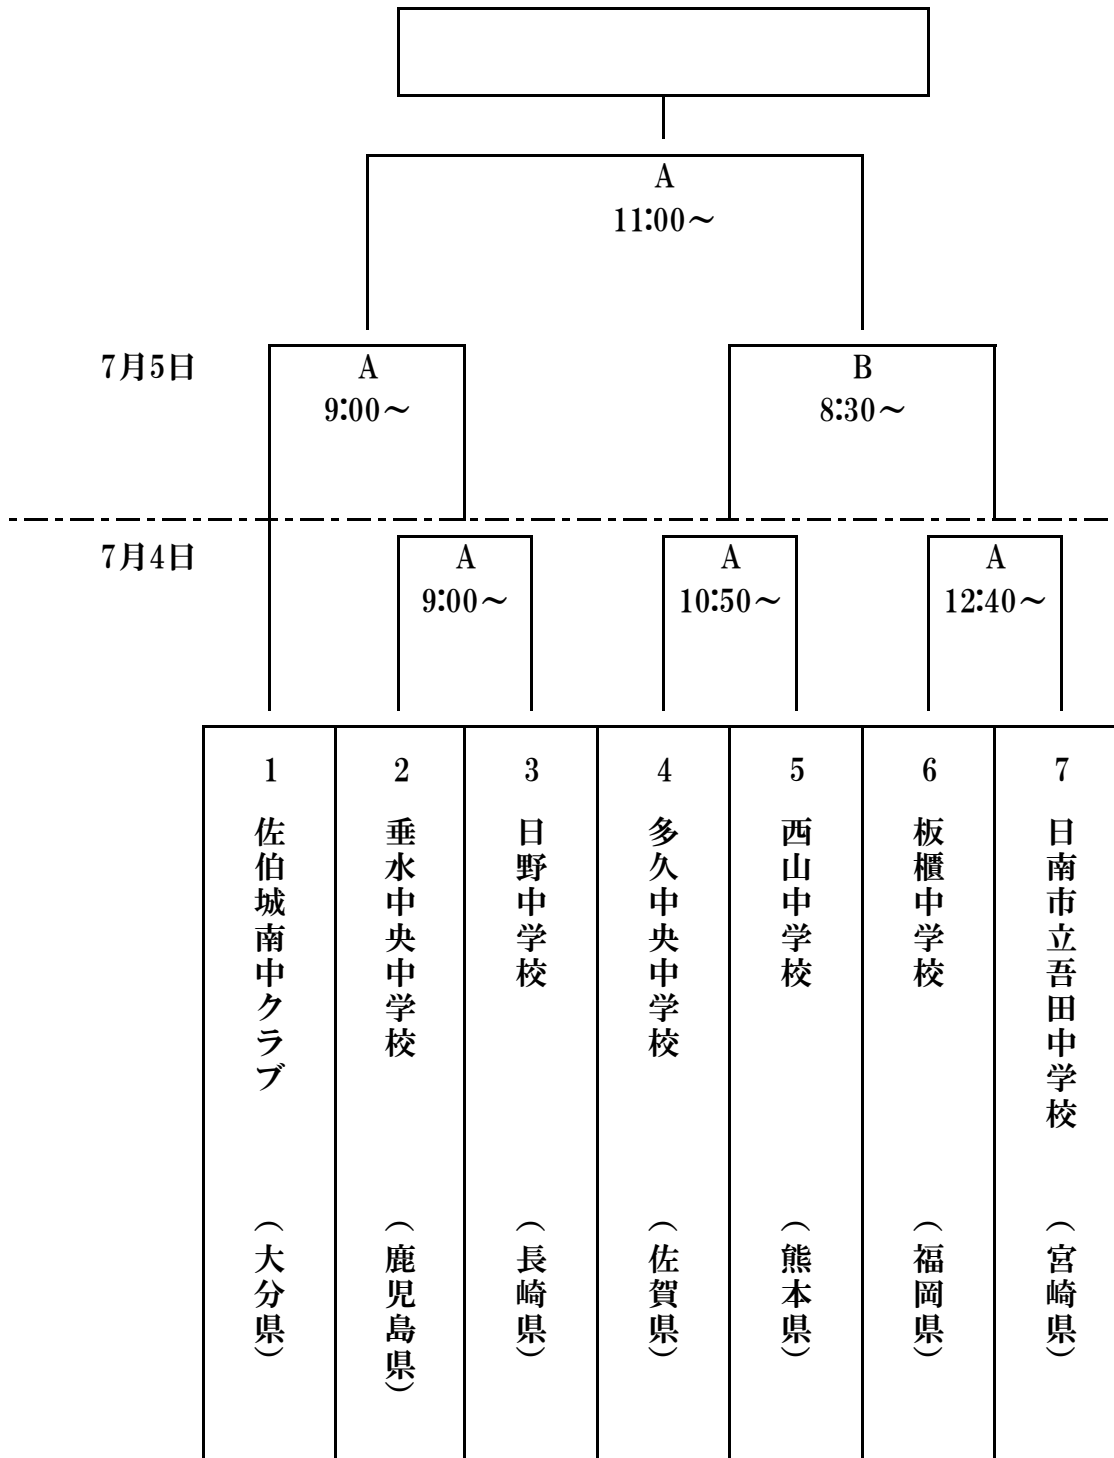 A
11:00～
7月5日
A
9:00～
B
8:30～
7月4日
A
9:00～
A
10:50～
A
12:40～
1
佐伯城南中クラブ
（大分県）
2
垂水中央中学校
（鹿児島県）
3
日野中学校
（長崎県）
4
多久中央中学校
（佐賀県）
5
西山中学校
（熊本県）
6
板櫃中学校
（福岡県）
7
日南市立吾田中学校
（宮崎県）